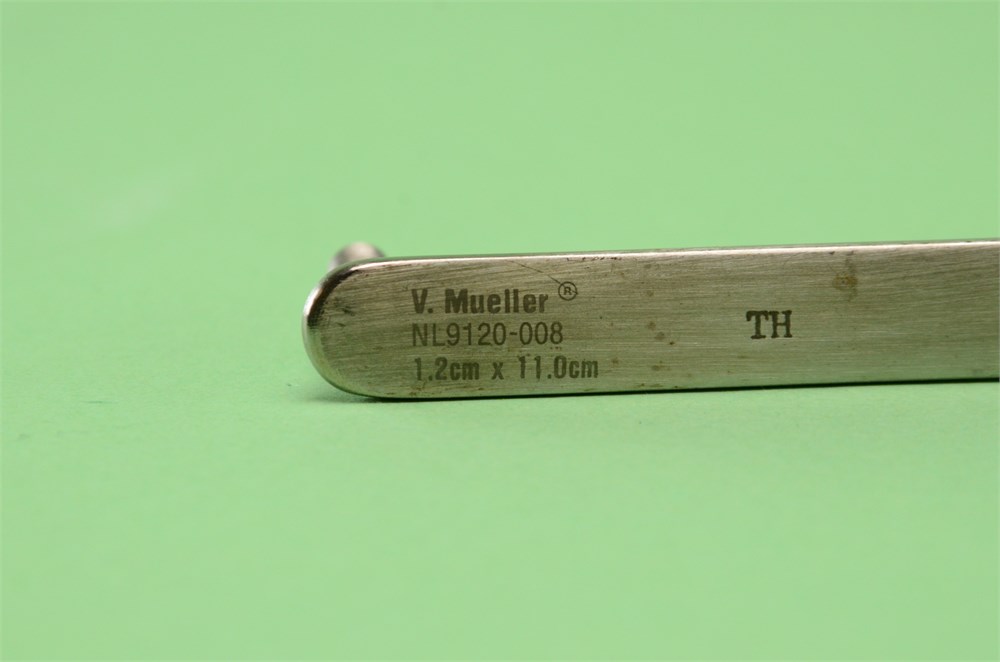 V. Mueller®
NL9120-008
1.2cm x 11.0cm
TH